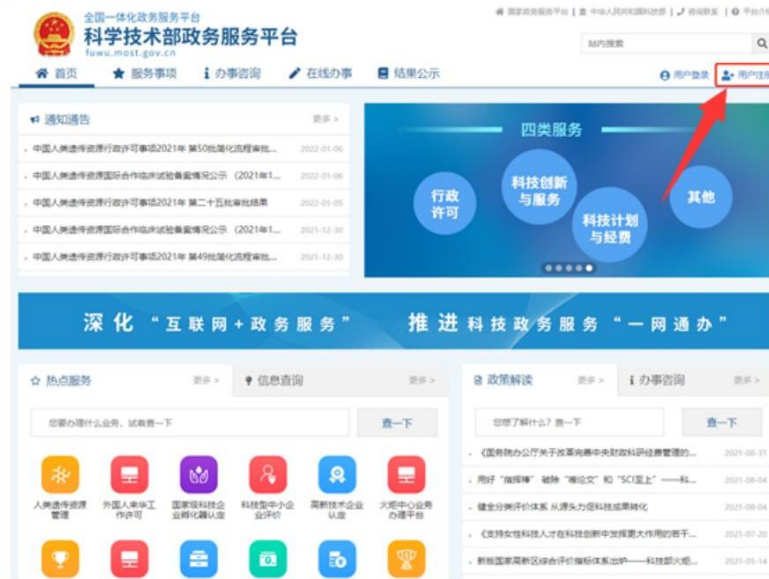 全国一体化政务服务平台
科学技术部政务服务平台
fuwu.most.gov.cn
国家政务服务平台 | 中华人民共和国科技部 | 咨询联系 | 平台介绍
站内搜索
首页 服务事项 办事咨询 在线办事 结果公示
用户登录 用户注册
通知通告 更多 >
中国人类遗传资源行政许可事项2021年 第50批简化流程审批... 2022-01-06
中国人类遗传资源国际合作临床试验备案情况公示 (2021年1... 2022-01-06
中国人类遗传资源行政许可事项2021年 第二十五批审批结果 2022-01-05
中国人类遗传资源国际合作临床试验备案情况公示 (2021年1... 2021-12-30
中国人类遗传资源行政许可事项2021年 第49批简化流程审批... 2021-12-30
四类服务
行政
许可
科技创新
与服务
科技计划
与经费
其他
深化“互联网+政务服务” 推进科技政务服务“一网通办”
热点服务 更多 >
信息查询 更多 >
您要办理什么业务，试着查一下 查一下
人类遗传资源
管理
外国人来华工
作许可
国家级科技企
业孵化器认定
科技型中小企
业评价
高新技术企业
认定
火炬中心业务
办理平台
政策解读 更多 >
办事咨询 更多 >
您想了解什么? 查一下 查一下
《国务院办公厅关于改革完善中央财政科研经费管理的... 2021-08-31
用好“指挥棒” 破除“唯论文”和“SCI至上”——科... 2021-08-04
健全分类评价体系 从源头力促科技成果转化 2021-08-04
《支持女性科技人才在科技创新中发挥更大作用的若干... 2021-07-20
新版国家高新区综合评价指标体系出炉——科技部火炬... 2021-05-14